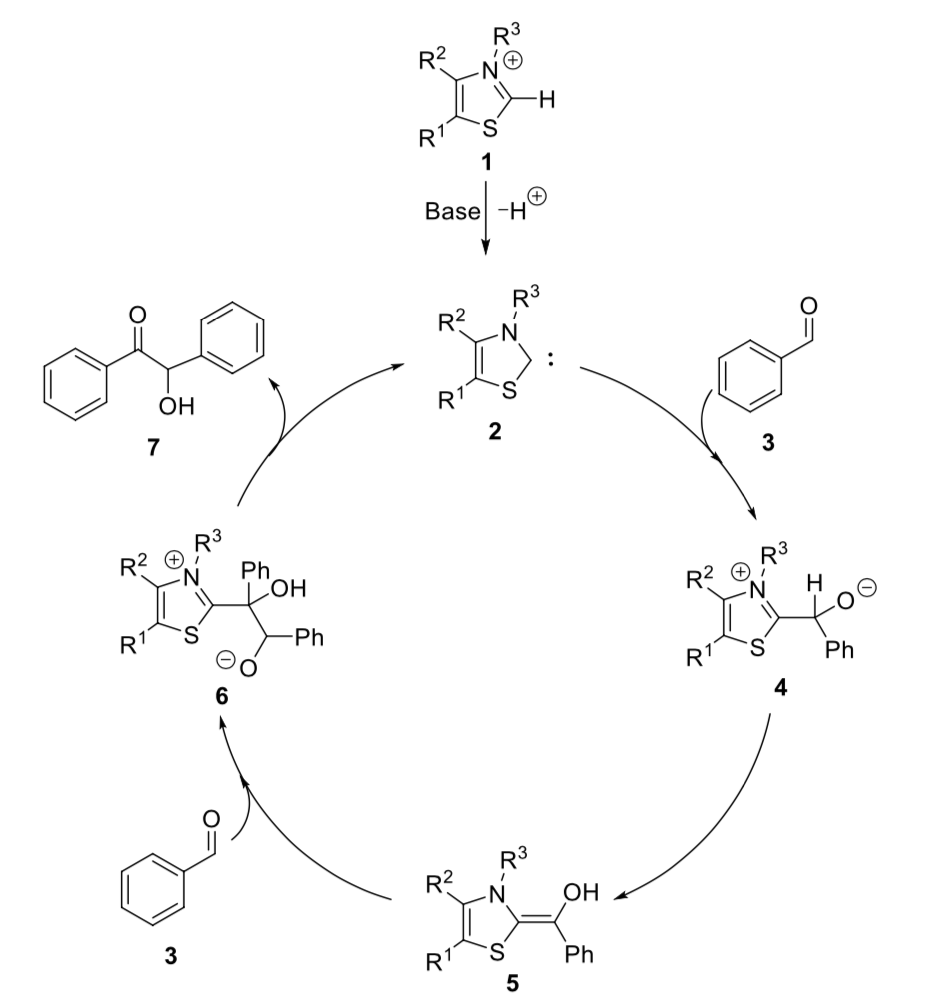 R³
R² N ⊕
H
R¹ S
1
Base −H⊕
R³
R² N
:
R¹ S
2
O
3
O
OH
7
R³
R² ⊕ N
Ph
OH
R¹ S
Ph
⊖ O
6
R³
R² ⊕ N
H
O ⊖
R¹ S
Ph
4
O
3
R³
R² N
OH
R¹ S
Ph
5